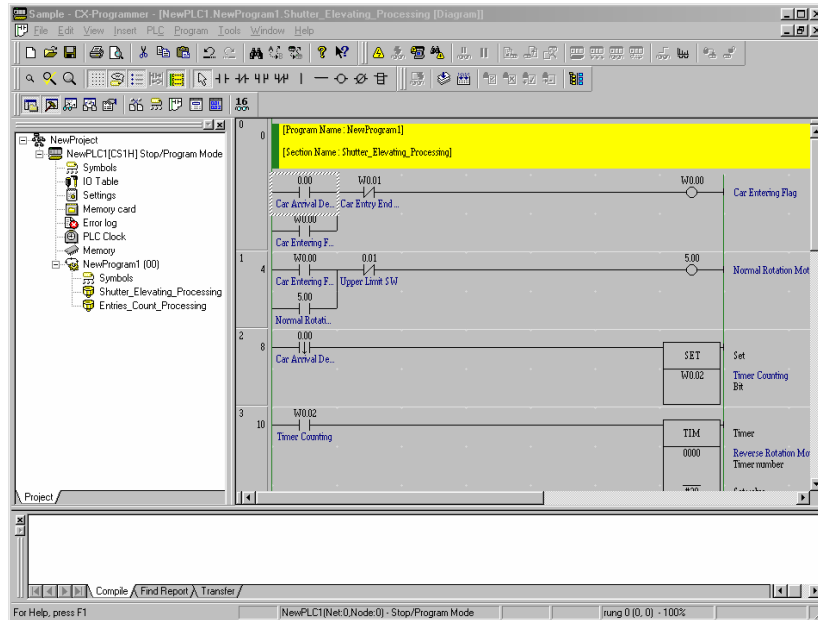 Sample - CX-Programmer - [NewPLC1.NewProgram1.Shutter_Elevating_Processing [Diagram]]
File Edit View Insert PLC Program Tools Window Help
16
NewProject
NewPLC1[CS1H] Stop/Program Mode
Symbols
IO Table
Settings
Memory card
Error log
PLC Clock
Memory
NewProgram1 (00)
Symbols
Shutter_Elevating_Processing
Entries_Count_Processing
Project
0
0
[Program Name : NewProgram1]
[Section Name : Shutter_Elevating_Processing]
0.00 W0.01 W0.00
Car Arrival De... Car Entry End ... Car Entering Flag
W0.00
Car Entering F...
1
4
W0.00 0.01 5.00
Car Entering F... Upper Limit SW Normal Rotation Mot
5.00
Normal Rotati...
2
8
0.00
Car Arrival De...
SET Set
W0.02 Timer Counting
Bit
3
10
W0.02
Timer Counting
TIM Timer
0000 Reverse Rotation Mo
Timer number
Compile Find Report Transfer
For Help, press F1
NewPLC1(Net:0,Node:0) - Stop/Program Mode
rung 0 (0, 0) - 100%